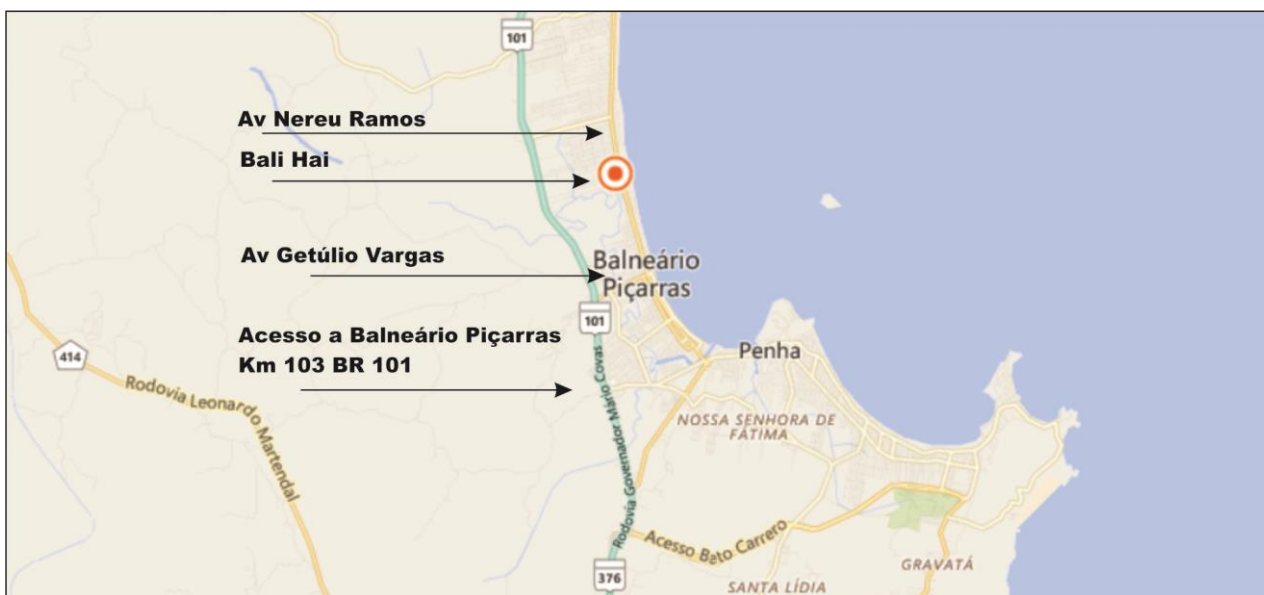 101
Av Nereu Ramos
Bali Hai
Av Getúlio Vargas
Balneário
Piçarras
101
Acesso a Balneário Piçarras
Km 103 BR 101
Penha
414
Rodovia Leonardo Martendal
Rodovia Governador Mário Covas
NOSSA SENHORA DE
FÁTIMA
Acesso Beto Carrero
GRAVATÁ
376
SANTA LÍDIA